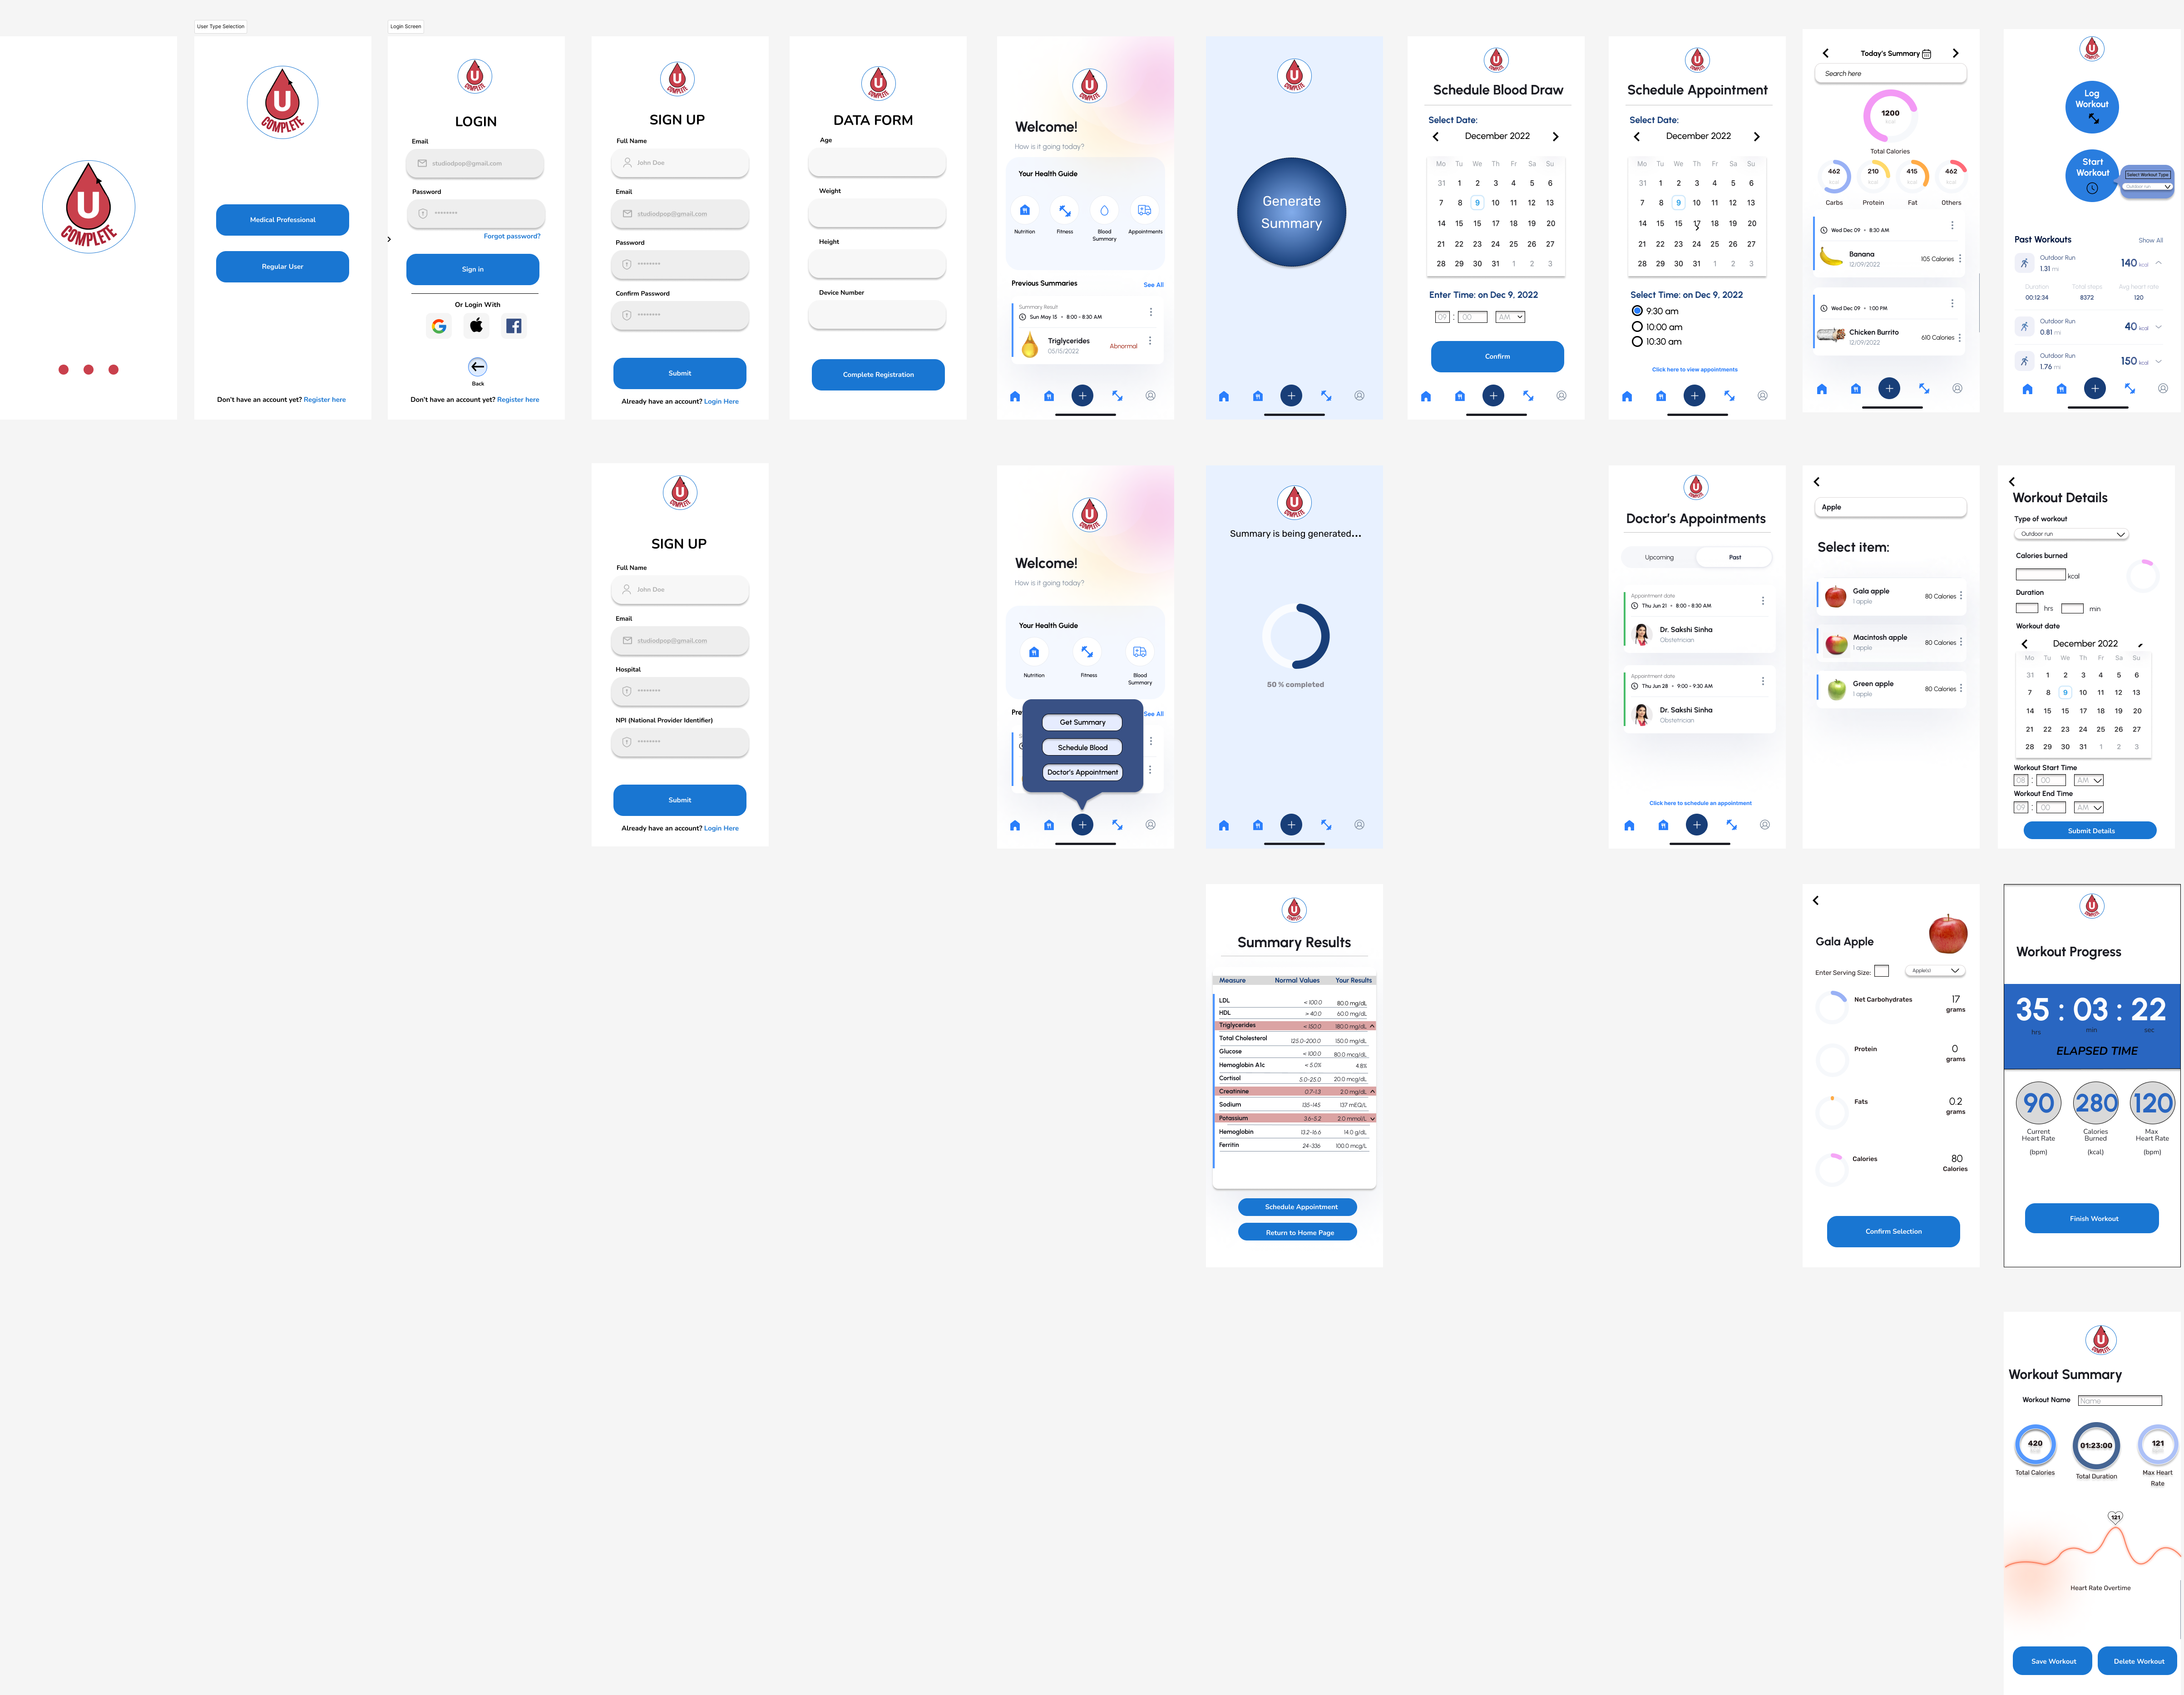 User Type Selection
U
COMPLETE
U
COMPLETE
Medical Professional
Regular User
Don't have an account yet? Register here
Login Screen
U
COMPLETE
LOGIN
Email
studiodpop@gmail.com
Password
********
Forgot password?
Sign in
Or Login With
Back
Don't have an account yet? Register here
U
COMPLETE
SIGN UP
Full Name
John Doe
Email
studiodpop@gmail.com
Password
********
Confirm Password
********
Submit
Already have an account? Login Here
U
COMPLETE
DATA FORM
Age
Weight
Height
Device Number
Complete Registration
U
COMPLETE
Welcome!
How is it going today?
Your Health Guide
Nutrition
Fitness
Blood Summary
Appointments
Previous Summaries
See All
Summary Result
Sun May 15 • 8:00 - 8:30 AM
Triglycerides
05/15/2022
Abnormal
U
COMPLETE
Generate
Summary
U
COMPLETE
Schedule Blood Draw
Select Date:
December 2022
Mo Tu We Th Fr Sa Su
31 1 2 3 4 5 6
7 8 9 10 11 12 13
14 15 15 17 18 19 20
21 22 23 24 25 26 27
28 29 30 31 1 2 3
Enter Time: on Dec 9, 2022
09 : 00 AM
Confirm
U
COMPLETE
Schedule Appointment
Select Date:
December 2022
Mo Tu We Th Fr Sa Su
31 1 2 3 4 5 6
7 8 9 10 11 12 13
14 15 15 17 18 19 20
21 22 23 24 25 26 27
28 29 30 31 1 2 3
Select Time: on Dec 9, 2022
9:30 am
10:00 am
10:30 am
Click here to view appointments
Today's Summary
Search here
1200
Total Calories
462 210 415 462
Carbs Protein Fat Others
Wed Dec 09 • 8:30 AM
Banana
12/09/2022
105 Calories
Wed Dec 09 • 1:00 PM
Chicken Burrito
12/09/2022
610 Calories
U
COMPLETE
Log
Workout
Start
Workout
Select Workout Type
Outdoor run
Past Workouts
Show All
Outdoor Run
1.31 mi
140 kcal
Duration Total steps Avg heart rate
00:12:34 8372 120
Outdoor Run
0.81 mi
40 kcal
Outdoor Run
1.76 mi
150 kcal
U
COMPLETE
SIGN UP
Full Name
John Doe
Email
studiodpop@gmail.com
Hospital
********
NPI (National Provider Identifier)
********
Submit
Already have an account? Login Here
U
COMPLETE
Welcome!
How is it going today?
Your Health Guide
Nutrition
Fitness
Blood Summary
Pre
See All
Get Summary
Schedule Blood
Doctor's Appointment
U
COMPLETE
Summary is being generated...
50 % completed
U
COMPLETE
Doctor's Appointments
Upcoming
Past
Appointment date
Thu Jun 21 • 8:00 - 8:30 AM
Dr. Sakshi Sinha
Obstetrician
Appointment date
Thu Jun 28 • 9:00 - 9:30 AM
Dr. Sakshi Sinha
Obstetrician
Click here to schedule an appointment
Apple
Select item:
Gala apple
1 apple
80 Calories
Macintosh apple
1 apple
80 Calories
Green apple
1 apple
80 Calories
Workout Details
Type of workout
Outdoor run
Calories burned
kcal
Duration
hrs min
Workout date
December 2022
Mo Tu We Th Fr Sa Su
31 1 2 3 4 5 6
7 8 9 10 11 12 13
14 15 15 17 18 19 20
21 22 23 24 25 26 27
28 29 30 31 1 2 3
Workout Start Time
08 : 00 AM
Workout End Time
09 : 00 AM
Submit Details
U
COMPLETE
Summary Results
Measure Normal Values Your Results
LDL < 100.0 80.0 mg/dL
HDL > 40.0 60.0 mg/dL
Triglycerides < 150.0 180.0 mg/dL
Total Cholesterol 125.0-200.0 150.0 mg/dL
Glucose < 100.0 80.0 mcg/dL
Hemoglobin A1c < 5.0% 4.8%
Cortisol 5.0-25.0 20.0 mcg/dL
Creatinine 0.7-1.3 2.0 mg/dL
Sodium 135-145 137 mEQ/L
Potassium 3.6-5.2 2.0 mmol/L
Hemoglobin 13.2-16.6 14.0 g/dL
Ferritin 24-336 100.0 mcg/L
Schedule Appointment
Return to Home Page
Gala Apple
Enter Serving Size:
Apple(s)
Net Carbohydrates
17
grams
Protein
0
grams
Fats
0.2
grams
Calories
80
Calories
Confirm Selection
U
COMPLETE
Workout Progress
35 : 03 : 22
hrs min sec
ELAPSED TIME
90 280 120
Current Heart Rate
(bpm)
Calories Burned
(kcal)
Max Heart Rate
(bpm)
Finish Workout
U
COMPLETE
Workout Summary
Workout Name
Name
420
01:23:00
121
Total Calories
Total Duration
Max Heart
Rate
121
Heart Rate Overtime
Save Workout
Delete Workout